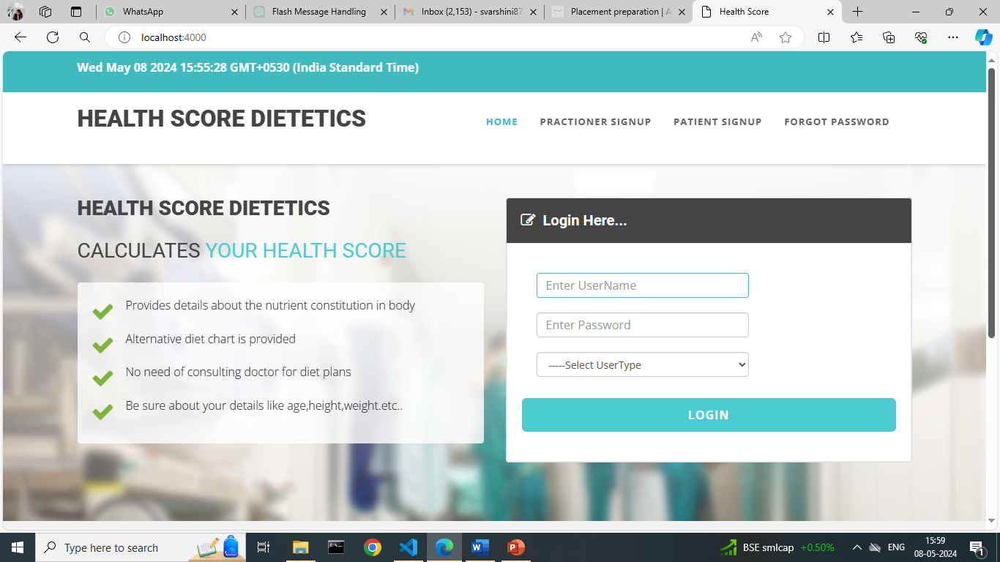 WhatsApp
Flash Message Handling
Inbox (2,153) - svarshini87
Placement preparation | A
Health Score
localhost:4000
Wed May 08 2024 15:55:28 GMT+0530 (India Standard Time)
HEALTH SCORE DIETETICS
HOME PRACTIONER SIGNUP PATIENT SIGNUP FORGOT PASSWORD
HEALTH SCORE DIETETICS
CALCULATES YOUR HEALTH SCORE
Provides details about the nutrient constitution in body
Alternative diet chart is provided
No need of consulting doctor for diet plans
Be sure about your details like age,height,weight.etc..
Login Here...
Enter UserName
Enter Password
-----Select UserType
LOGIN
Type here to search
BSE smlcap +0.50%
ENG
15:59
08-05-2024
1